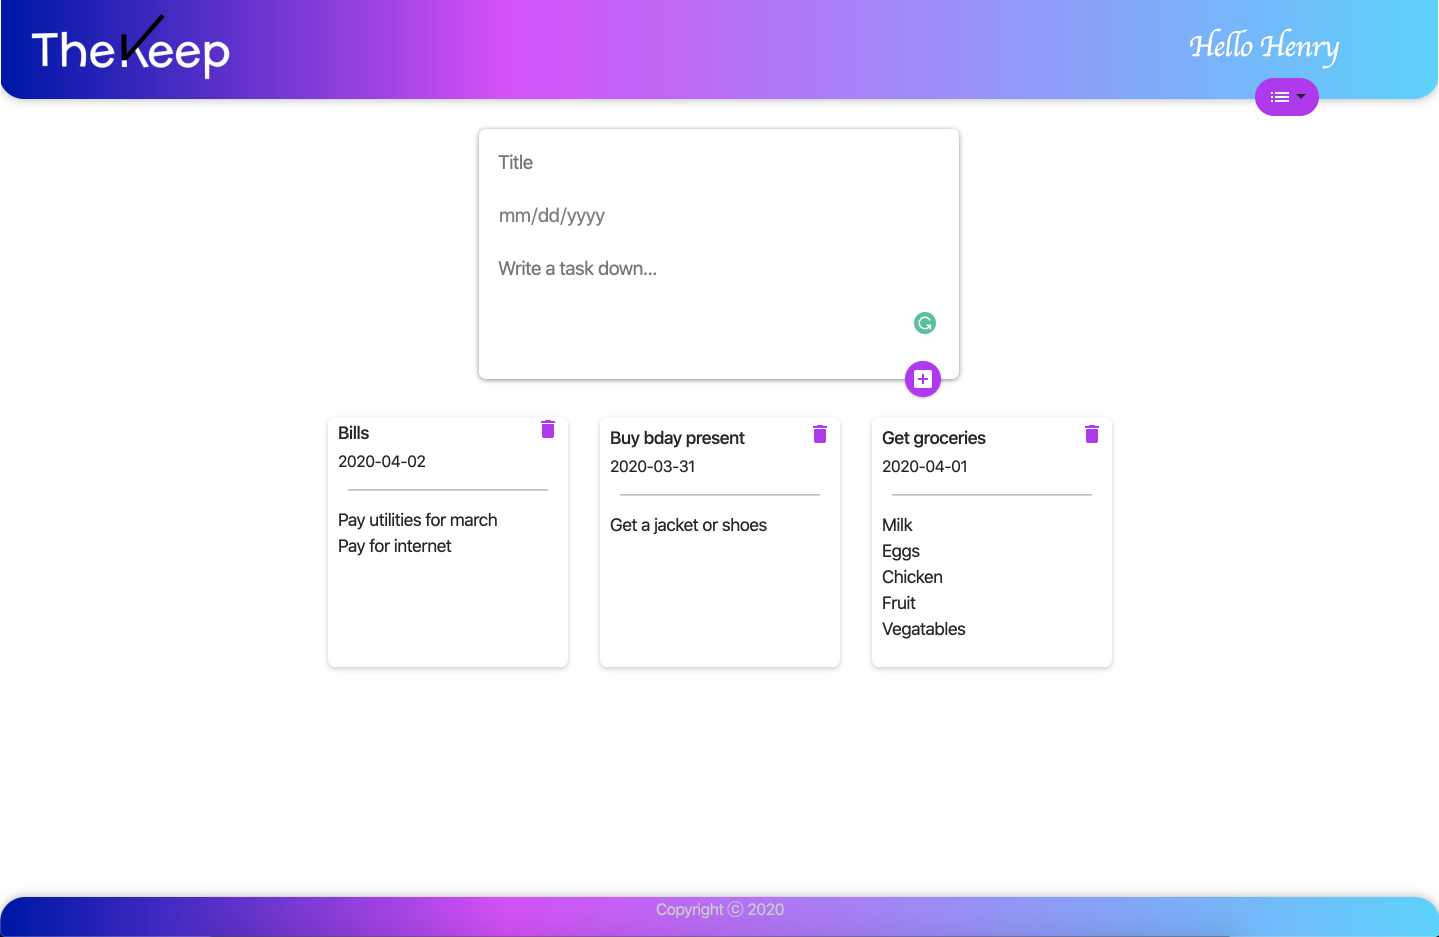 TheKeep
Hello Henry
Title
mm/dd/yyyy
Write a task down...
Bills
2020-04-02
Pay utilities for march
Pay for internet
Buy bday present
2020-03-31
Get a jacket or shoes
Get groceries
2020-04-01
Milk
Eggs
Chicken
Fruit
Vegatables
Copyright ⓒ 2020